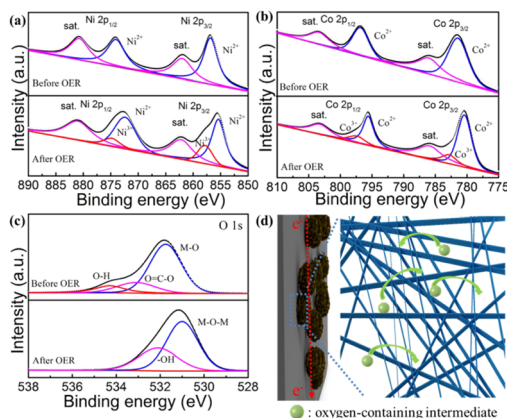 (a)
Ni 2p1/2
Ni 2p3/2
sat.
Ni2+
sat.
Ni2+
Before OER
sat.
Ni 2p1/2
Ni2+
Ni3+
Ni 2p3/2
Ni2+
sat.
Ni3+
After OER
Intensity (a.u.)
890 885 880 875 870 865 860 855 850
Binding energy (eV)
(b)
Co 2p1/2
Co 2p3/2
sat.
Co2+
sat.
Co2+
Before OER
Co 2p1/2
Co 2p3/2
sat.
Co3+
Co2+
sat.
Co2+
Co3+
After OER
Intensity (a.u.)
810 805 800 795 790 785 780 775
Binding energy (eV)
(c)
O 1s
M-O
O-H
O=C-O
Before OER
M-O-M
-OH
After OER
Intensity (a.u.)
538 536 534 532 530 528
Binding energy (eV)
(d)
e-
e-
: oxygen-containing intermediate